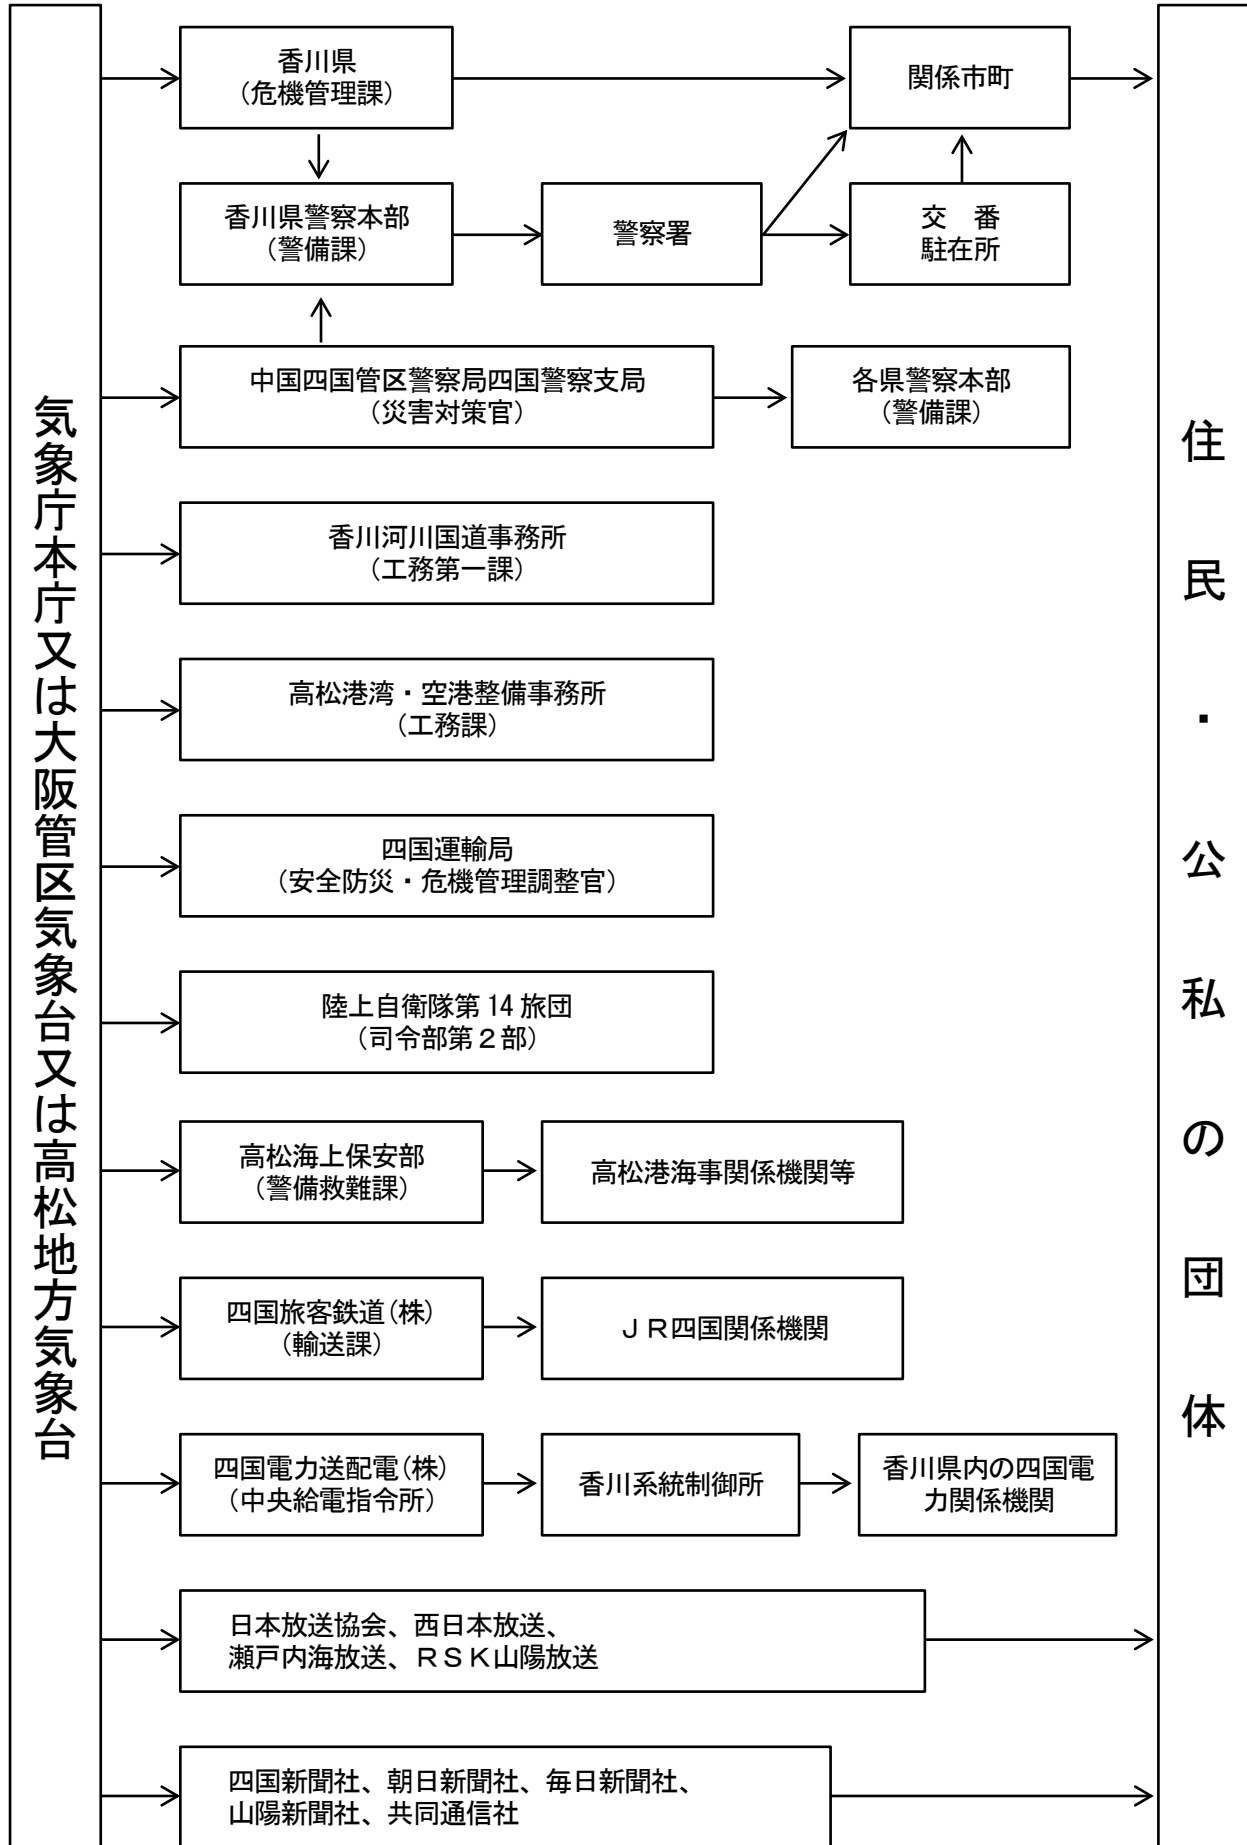 気象庁本庁又は大阪管区気象台又は高松地方気象台
香川県
（危機管理課）
関係市町
香川県警察本部
（警備課）
警察署
交　番
駐在所
中国四国管区警察局四国警察支局
（災害対策官）
各県警察本部
（警備課）
香川河川国道事務所
（工務第一課）
高松港湾・空港整備事務所
（工務課）
四国運輸局
（安全防災・危機管理調整官）
陸上自衛隊第 14 旅団
（司令部第２部）
高松海上保安部
（警備救難課）
高松港海事関係機関等
四国旅客鉄道(株)
（輸送課）
ＪＲ四国関係機関
四国電力送配電(株)
（中央給電指令所）
香川系統制御所
香川県内の四国電
力関係機関
日本放送協会、西日本放送、
瀬戸内海放送、ＲＳＫ山陽放送
四国新聞社、朝日新聞社、毎日新聞社、
山陽新聞社、共同通信社
住民・公私の団体